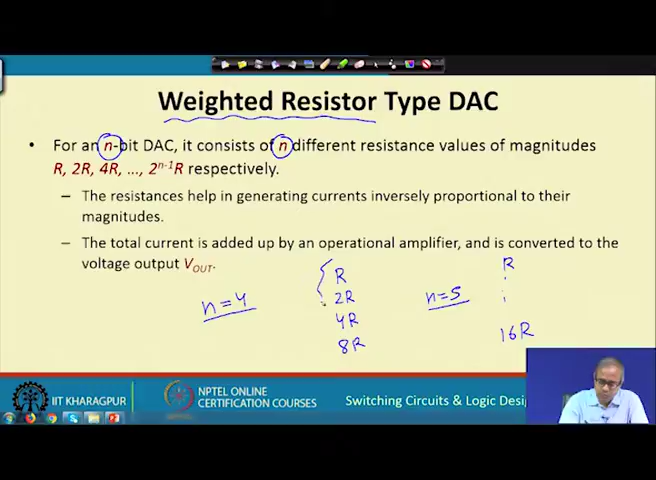 Weighted Resistor Type DAC
• For an n-bit DAC, it consists of n different resistance values of magnitudes
R, 2R, 4R, ..., 2ⁿ⁻¹R respectively.
– The resistances help in generating currents inversely proportional to their
magnitudes.
– The total current is added up by an operational amplifier, and is converted to the
voltage output V_OUT.
n=4
R
2R
4R
8R
n=5
R
16R
IIT KHARAGPUR
NPTEL ONLINE
CERTIFICATION COURSES
Switching Circuits & Logic Desig